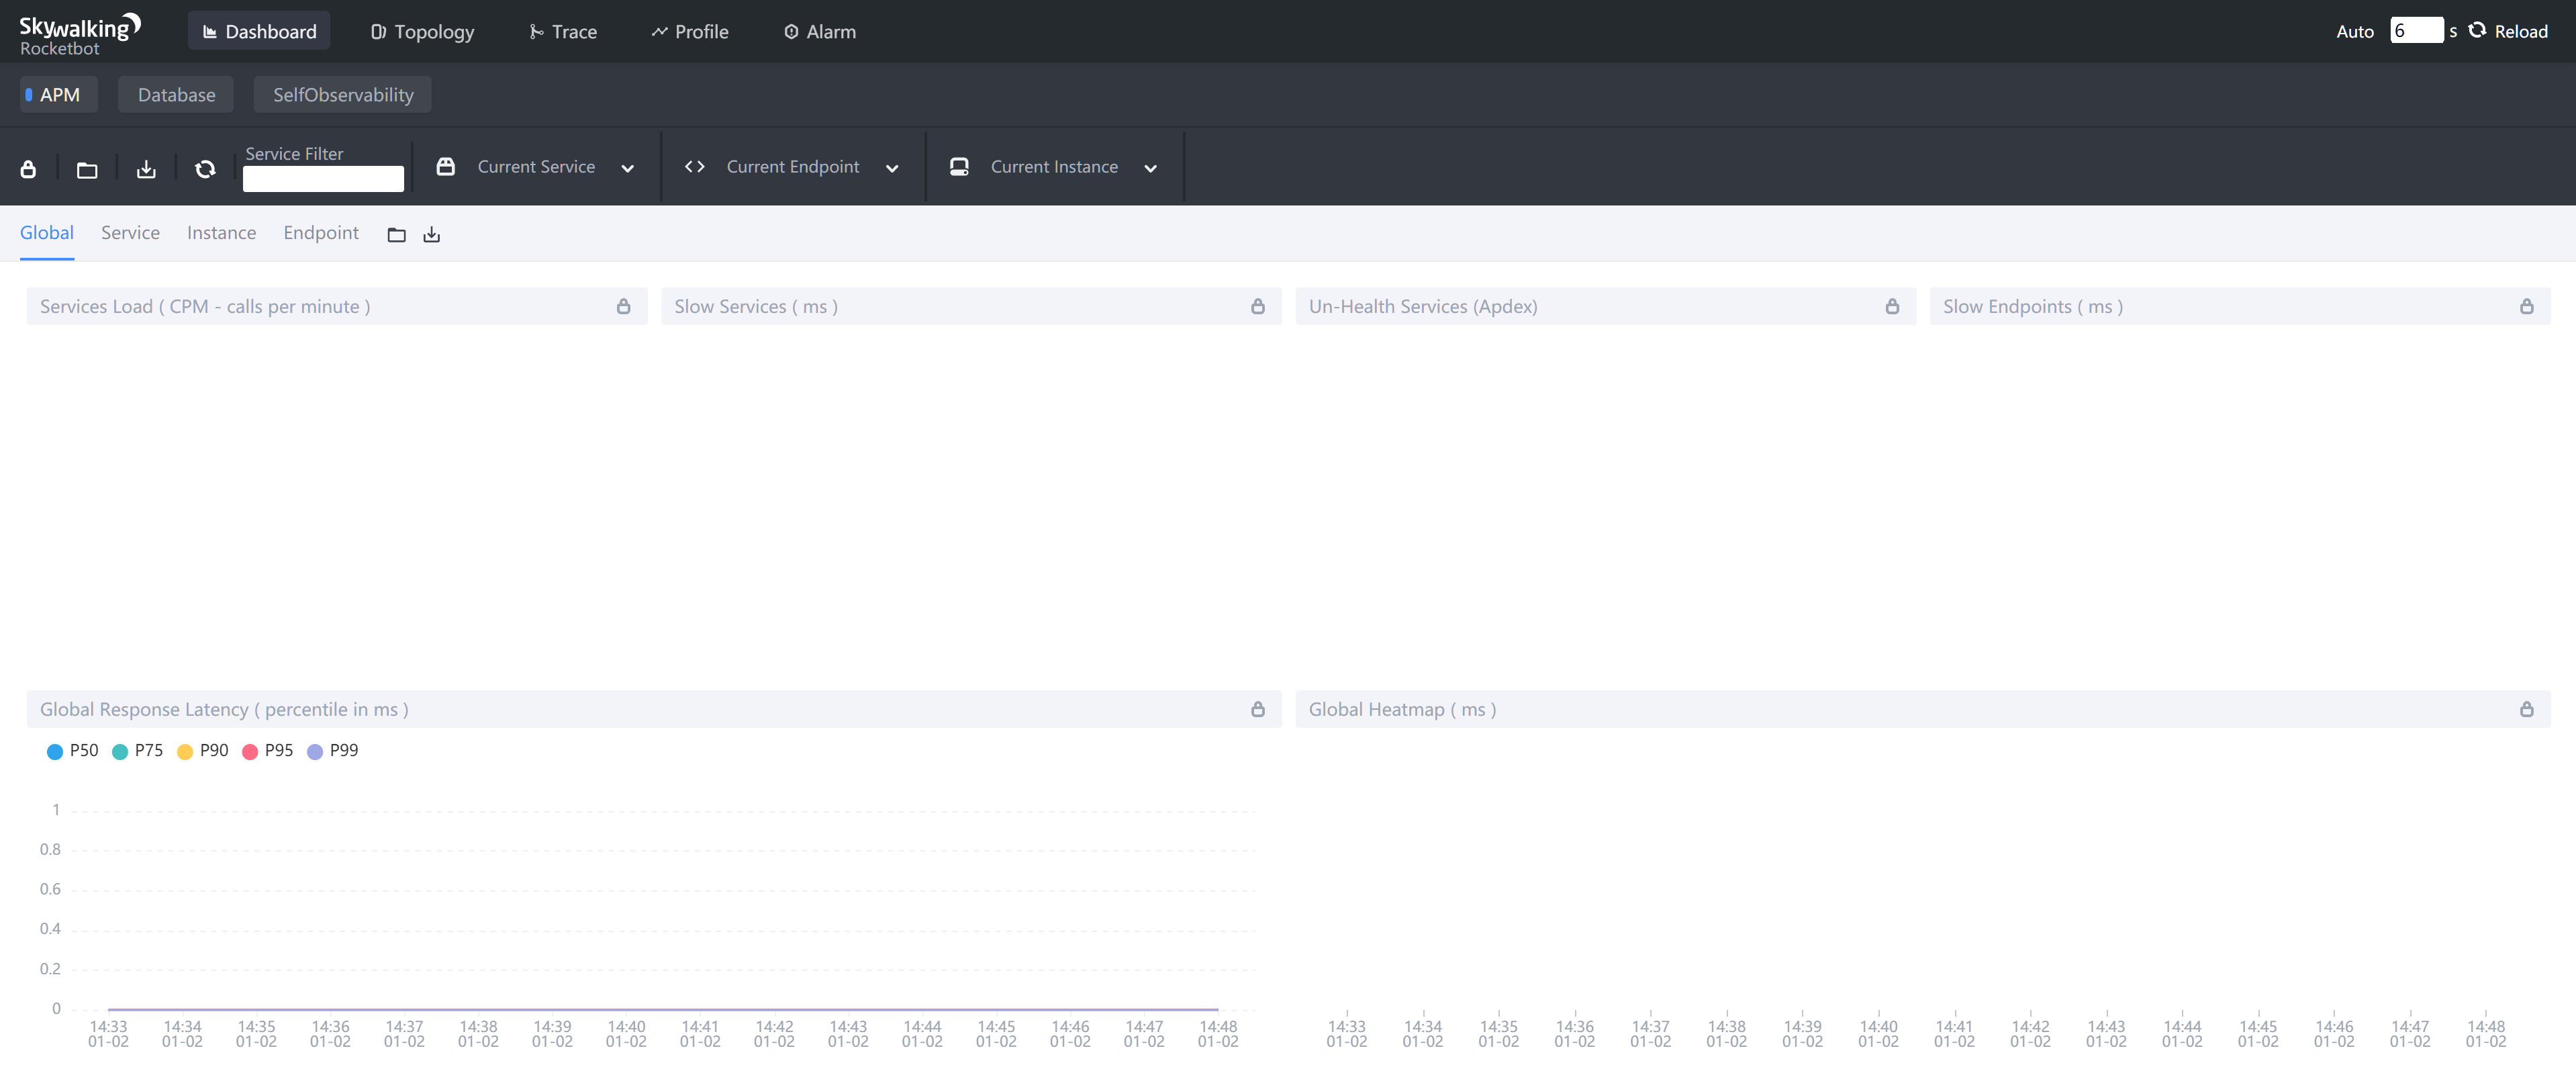 Skywalking
Rocketbot
Dashboard Topology Trace Profile Alarm Auto 6 s Reload
APM Database SelfObservability
Service Filter
Current Service Current Endpoint Current Instance
Global Service Instance Endpoint
Services Load ( CPM - calls per minute ) Slow Services ( ms ) Un-Health Services (Apdex) Slow Endpoints ( ms )
Global Response Latency ( percentile in ms ) Global Heatmap ( ms )
P50 P75 P90 P95 P99
1
0.8
0.6
0.4
0.2
0
14:33 14:34 14:35 14:36 14:37 14:38 14:39 14:40 14:41 14:42 14:43 14:44 14:45 14:46 14:47 14:48
01-02 01-02 01-02 01-02 01-02 01-02 01-02 01-02 01-02 01-02 01-02 01-02 01-02 01-02 01-02 01-02
14:33 14:34 14:35 14:36 14:37 14:38 14:39 14:40 14:41 14:42 14:43 14:44 14:45 14:46 14:47 14:48
01-02 01-02 01-02 01-02 01-02 01-02 01-02 01-02 01-02 01-02 01-02 01-02 01-02 01-02 01-02 01-02